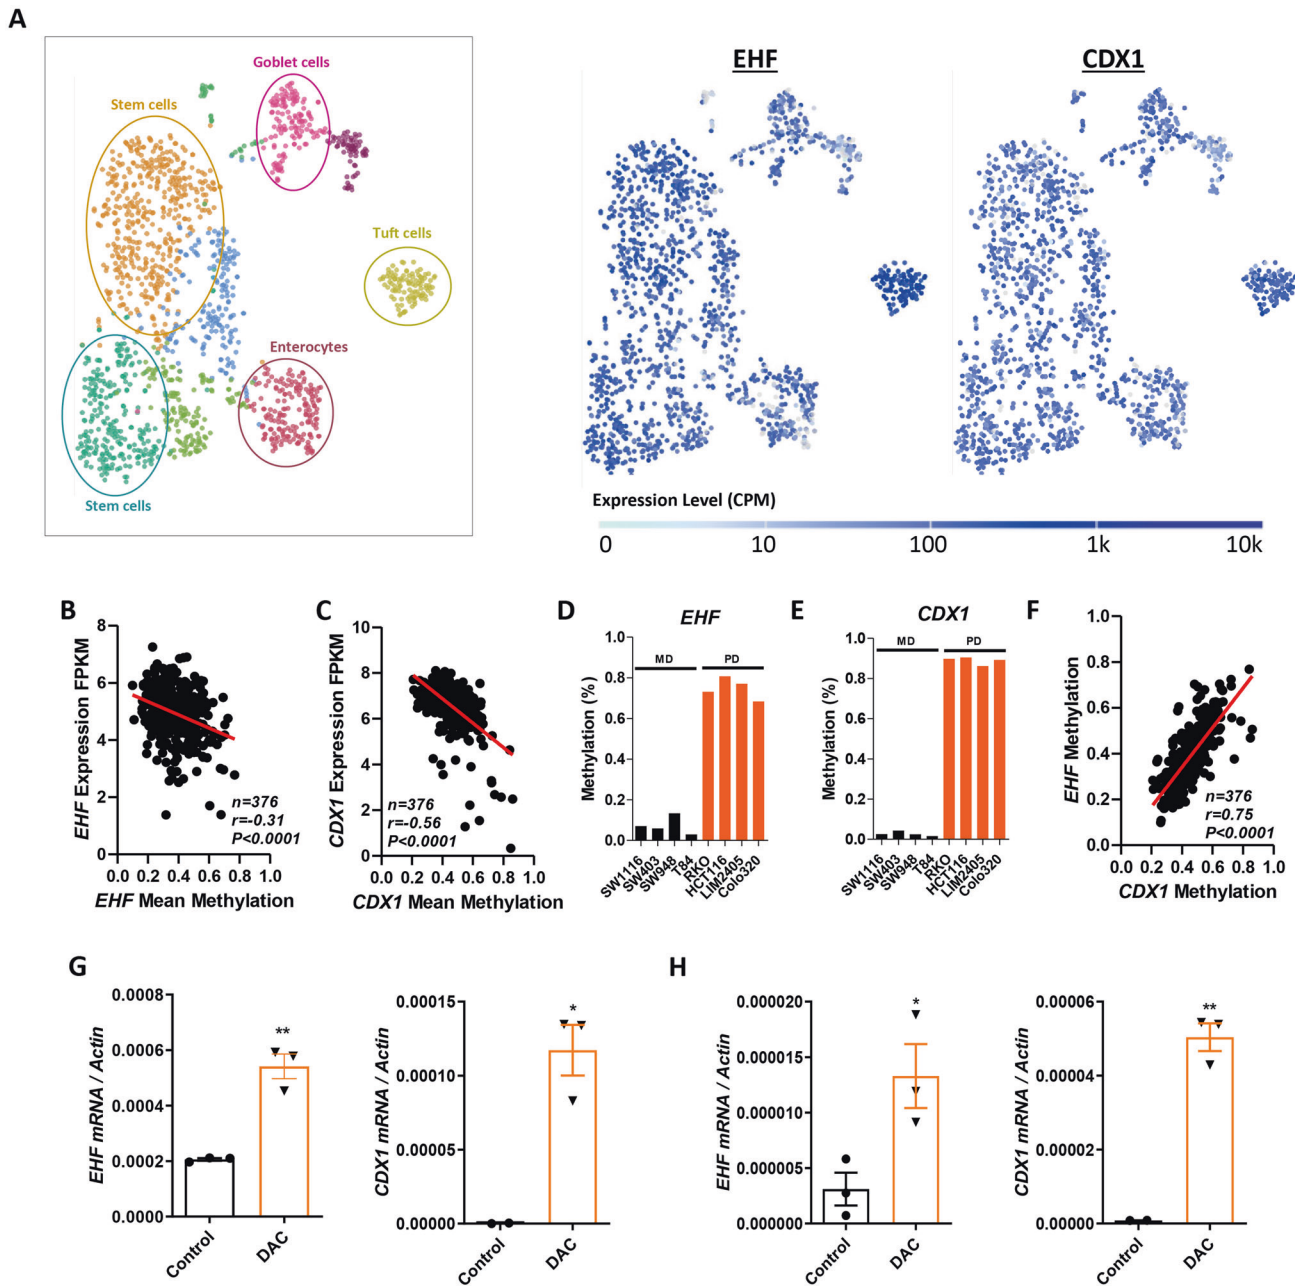 A
Goblet cells
Stem cells
Tuft cells
Enterocytes
Stem cells
EHF
CDX1
Expression Level (CPM)
0 10 100 1k 10k
B
EHF Expression FPKM
8
6
4
2
0
n=376
r=-0.31
P<0.0001
0.0 0.2 0.4 0.6 0.8 1.0
EHF Mean Methylation
C
CDX1 Expression FPKM
10
8
6
4
2
0
n=376
r=-0.56
P<0.0001
0.0 0.2 0.4 0.6 0.8 1.0
CDX1 Mean Methylation
D
EHF
MD PD
Methylation (%)
1.0
0.8
0.6
0.4
0.2
0.0
SW1116
SW403
SW948
T84
RKO
HCT116
LIM2405
Colo320
E
CDX1
MD PD
Methylation (%)
1.0
0.8
0.6
0.4
0.2
0.0
SW1116
SW403
SW948
T84
RKO
HCT116
LIM2405
Colo320
F
EHF Methylation
1.0
0.8
0.6
0.4
0.2
0.0
n=376
r=0.75
P<0.0001
0.0 0.2 0.4 0.6 0.8 1.0
CDX1 Methylation
G
EHF mRNA / Actin
0.0008
0.0006
0.0004
0.0002
0.0000
**
Control
DAC
CDX1 mRNA / Actin
0.00015
0.00010
0.00005
0.00000
*
Control
DAC
H
EHF mRNA / Actin
0.000020
0.000015
0.000010
0.000005
0.000000
*
Control
DAC
CDX1 mRNA / Actin
0.00006
0.00004
0.00002
0.00000
**
Control
DAC